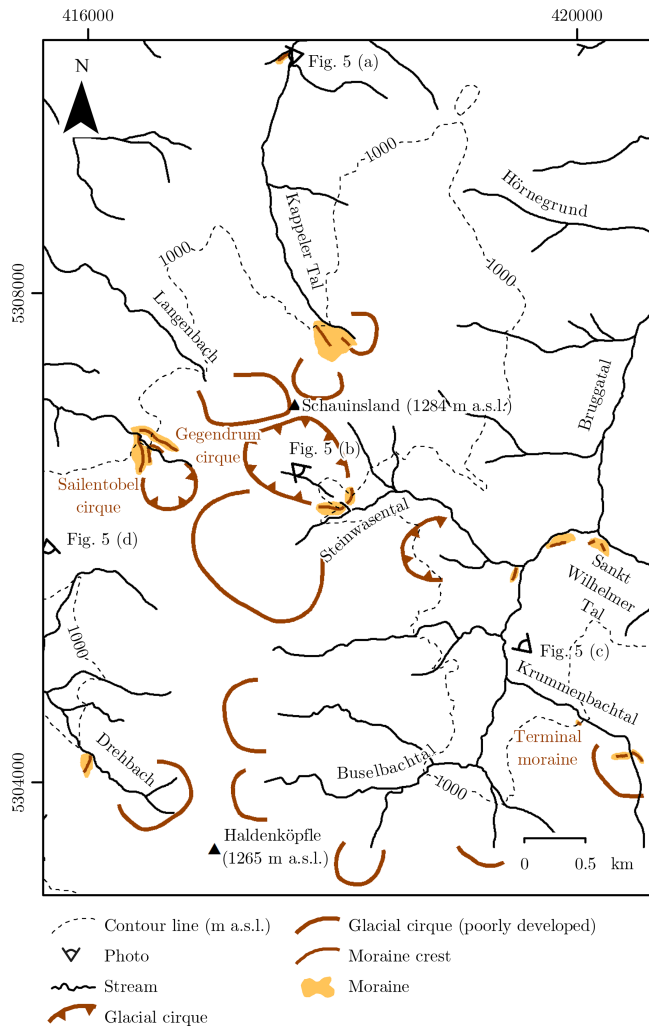 416000
420000
N
Fig. 5 (a)
1000
Hörnegrund
Kappeler Tal
1000
1000
5308000
Langenbach
Bruggatal
Schauinsland (1284 m a.s.l.)
Gegendrum
cirque
Fig. 5 (b)
Sailentobel
cirque
Steinwasental
Fig. 5 (d)
Sankt
Wilhelmer
Tal
1000
Fig. 5 (c)
Krummenbachtal
Drehbach
Terminal
moraine
Buselbachtal
1000
5304000
Haldenköpfle
(1265 m a.s.l.)
0 0.5 km
Contour line (m a.s.l.)
Photo
Stream
Glacial cirque
Glacial cirque (poorly developed)
Moraine crest
Moraine